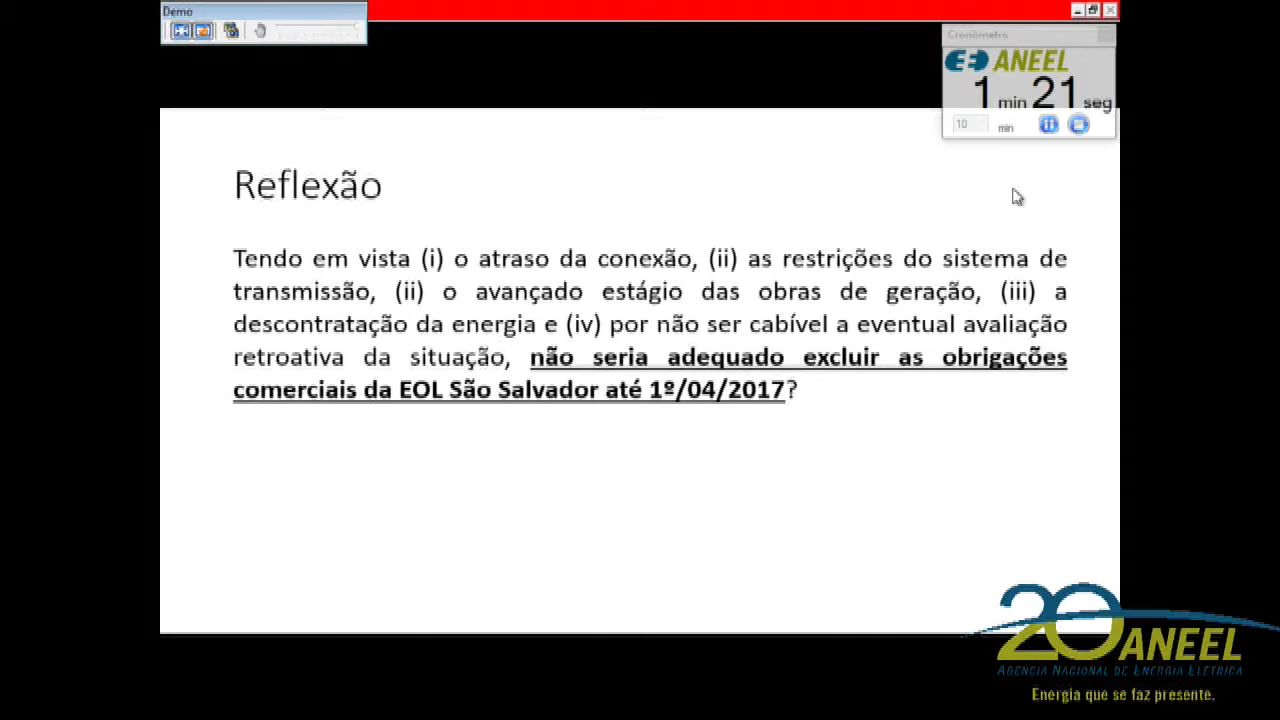 Demo
Cronômetro
ANEEL
1 min 21 seg
10 min
Reflexão
Tendo em vista (i) o atraso da conexão, (ii) as restrições do sistema de
transmissão, (ii) o avançado estágio das obras de geração, (iii) a
descontratação da energia e (iv) por não ser cabível a eventual avaliação
retroativa da situação, não seria adequado excluir as obrigações
comerciais da EOL São Salvador até 1º/04/2017?
20 ANEEL
AGÊNCIA NACIONAL DE ENERGIA ELÉTRICA
Energia que se faz presente.